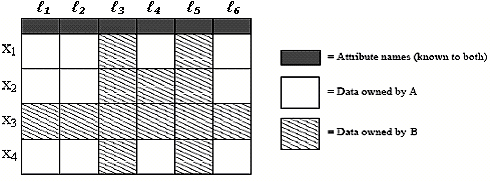 ℓ1 ℓ2 ℓ3 ℓ4 ℓ5 ℓ6
X1
X2
X3
X4
= Attribute names (known to both)
= Data owned by A
= Data owned by B